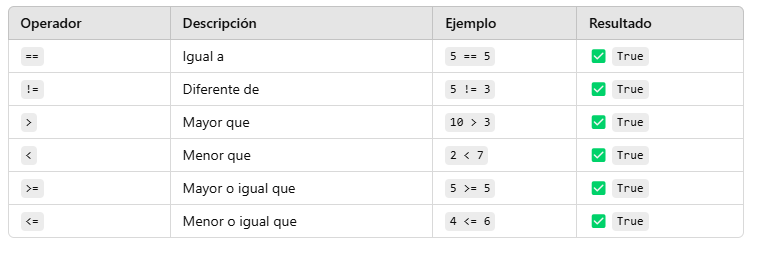 Operador Descripción Ejemplo Resultado
== Igual a 5 == 5 True
!= Diferente de 5 != 3 True
> Mayor que 10 > 3 True
< Menor que 2 < 7 True
>= Mayor o igual que 5 >= 5 True
<= Menor o igual que 4 <= 6 True